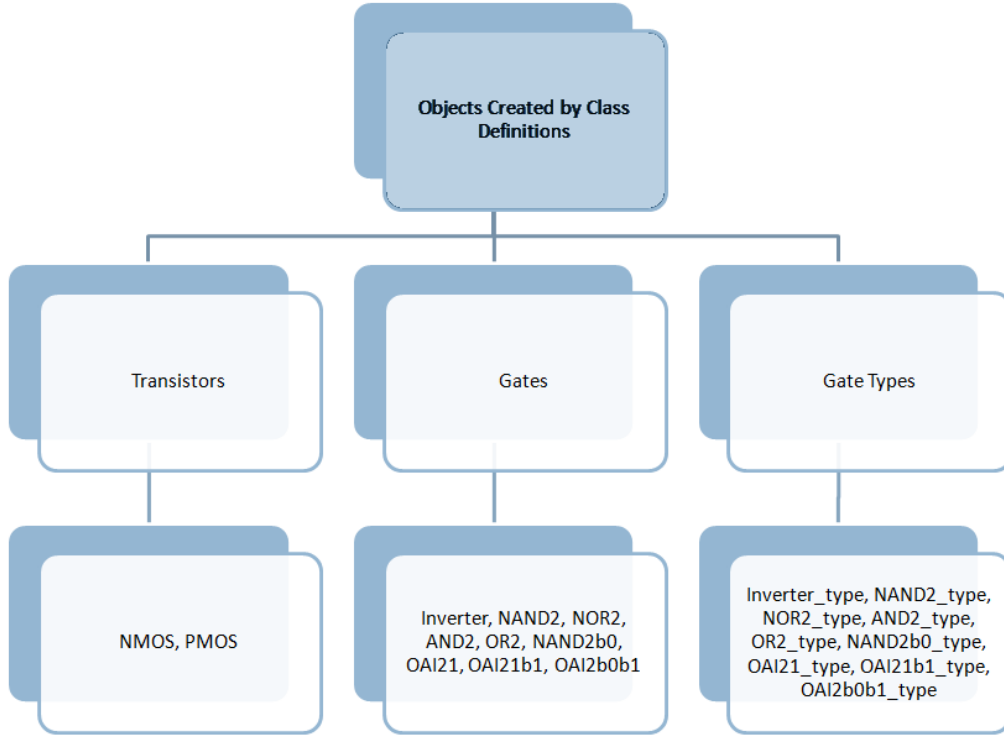 Objects Created by Class
Definitions
Transistors
Gates
Gate Types
NMOS, PMOS
Inverter, NAND2, NOR2,
AND2, OR2, NAND2b0,
OAI21, OAI21b1, OAI2b0b1
Inverter_type, NAND2_type,
NOR2_type, AND2_type,
OR2_type, NAND2b0_type,
OAI21_type, OAI21b1_type,
OAI2b0b1_type